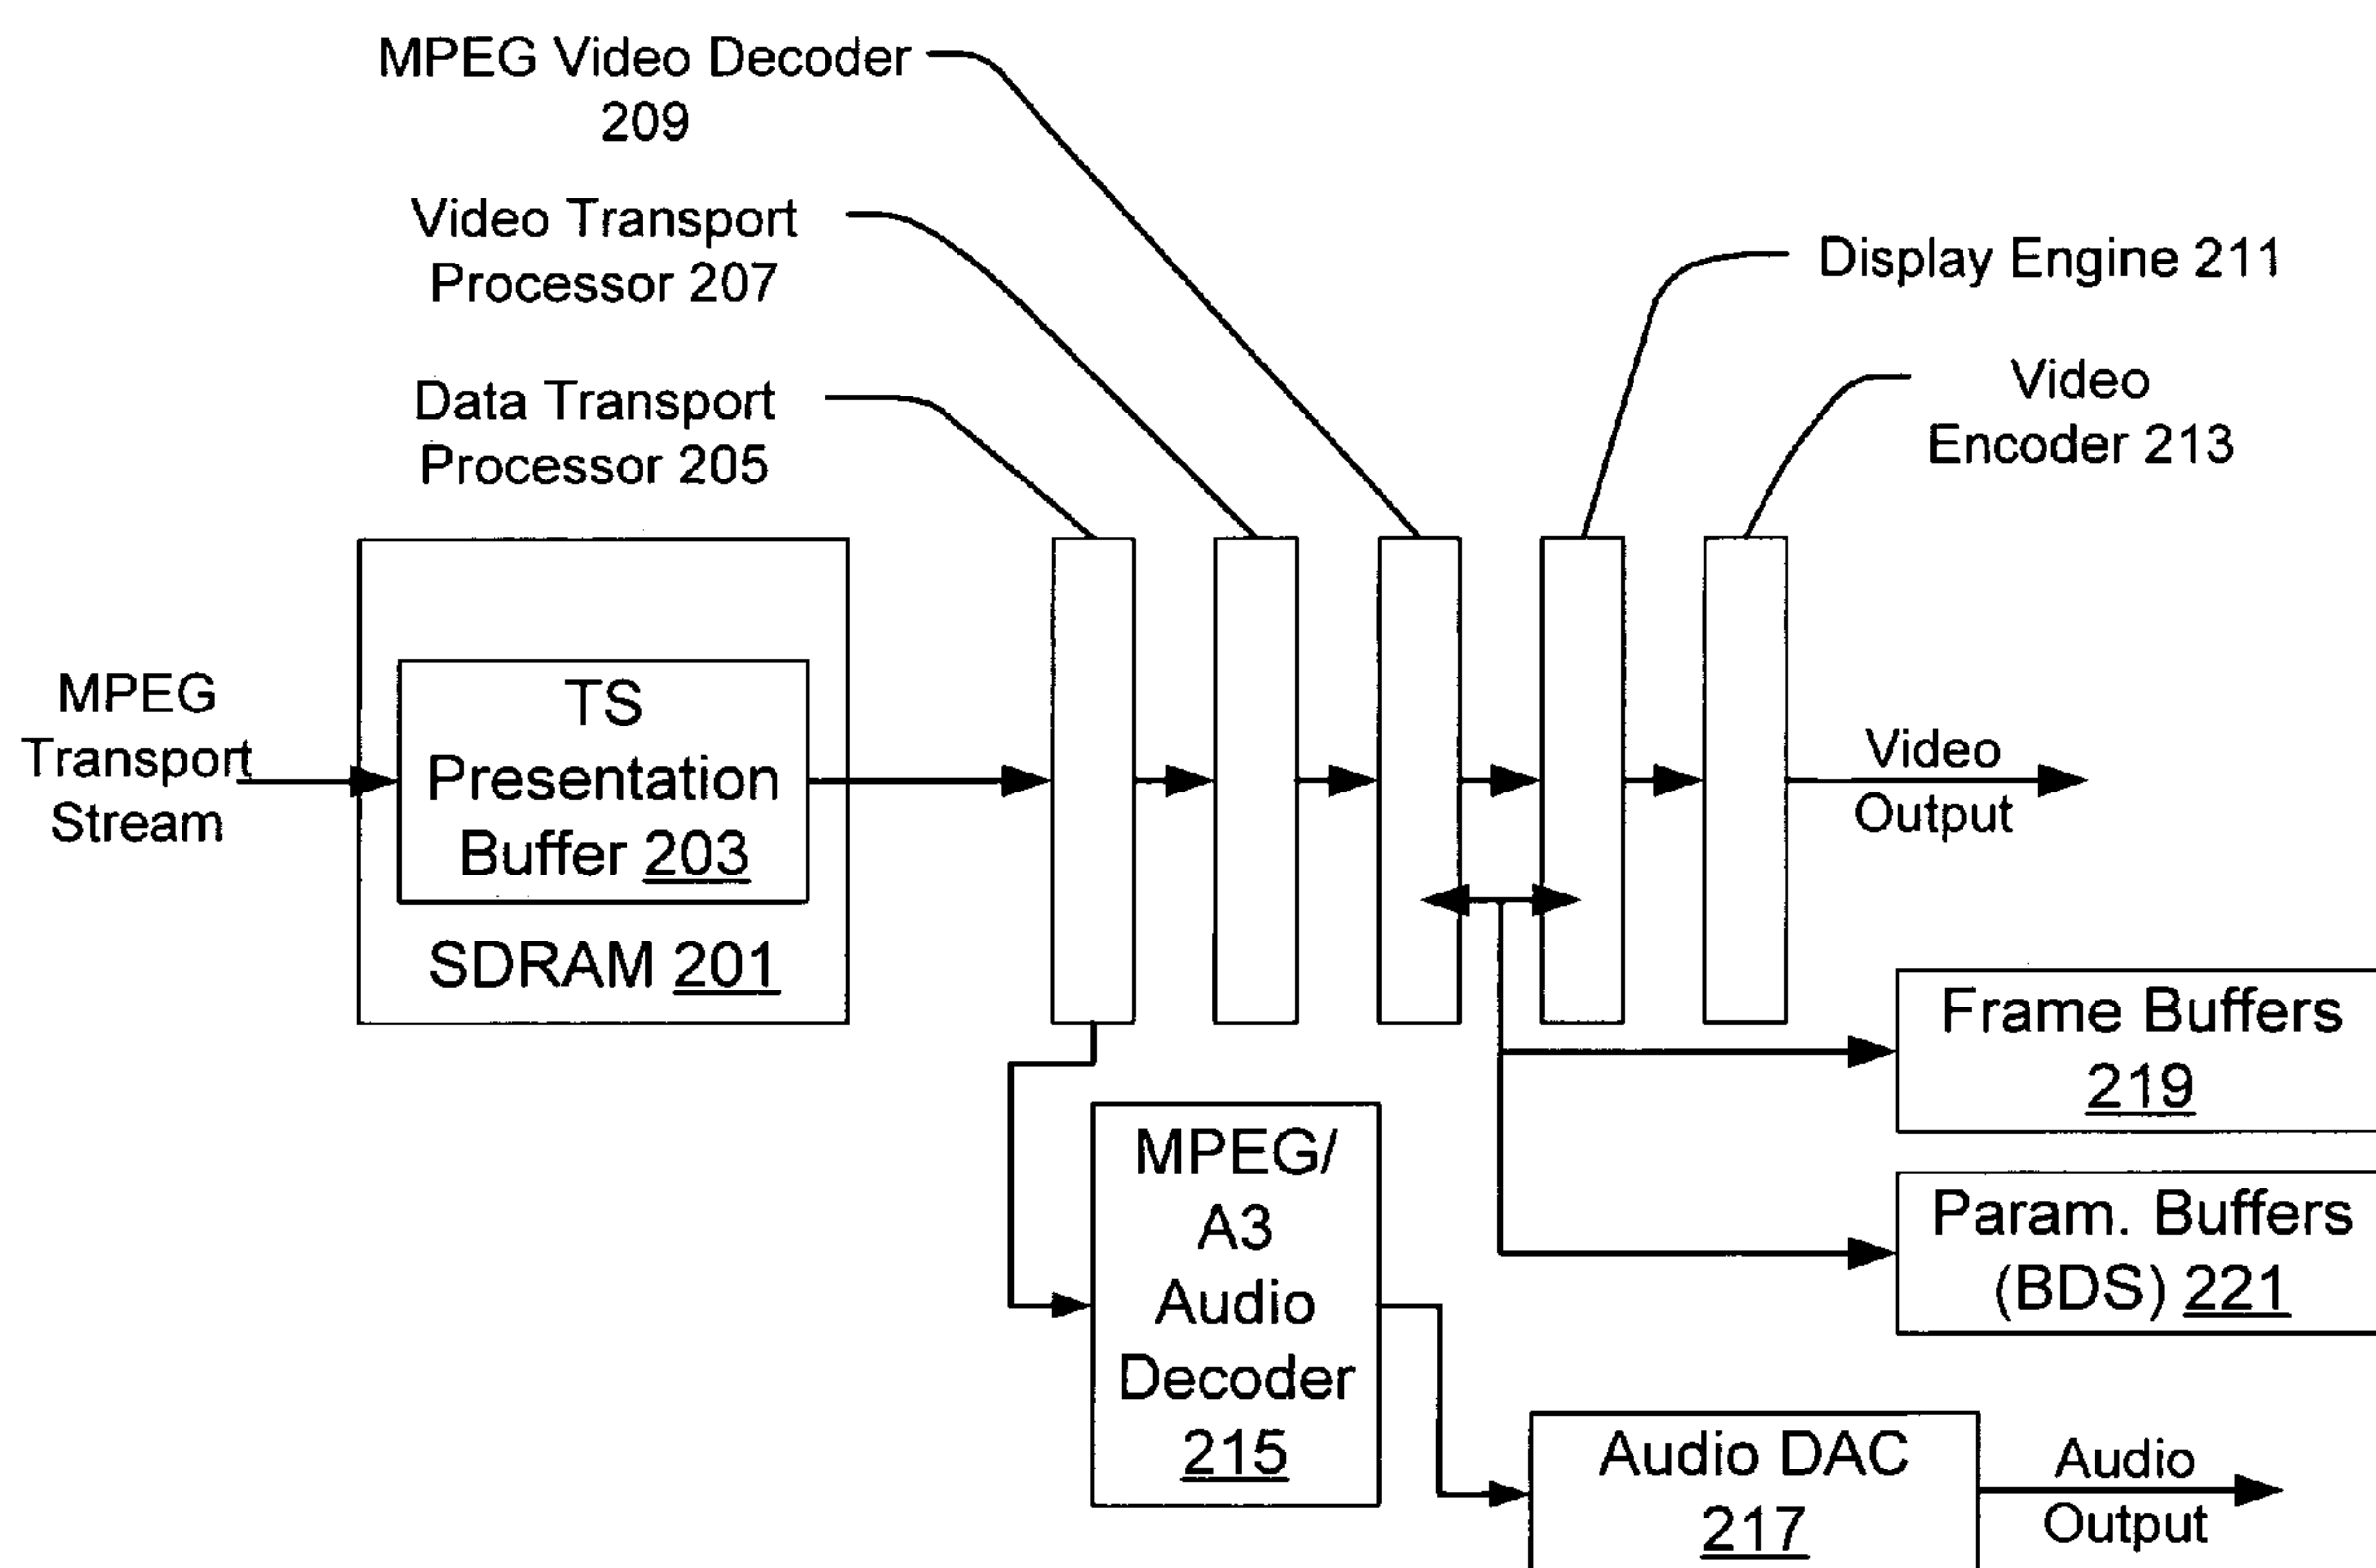 MPEG Video Decoder
209
Video Transport
Processor 207
Data Transport
Processor 205
Display Engine 211
Video
Encoder 213
MPEG
Transport
Stream
TS
Presentation
Buffer 203
SDRAM 201
Video
Output
Frame Buffers
219
Param. Buffers
(BDS) 221
MPEG/
A3
Audio
Decoder
215
Audio DAC
217
Audio
Output